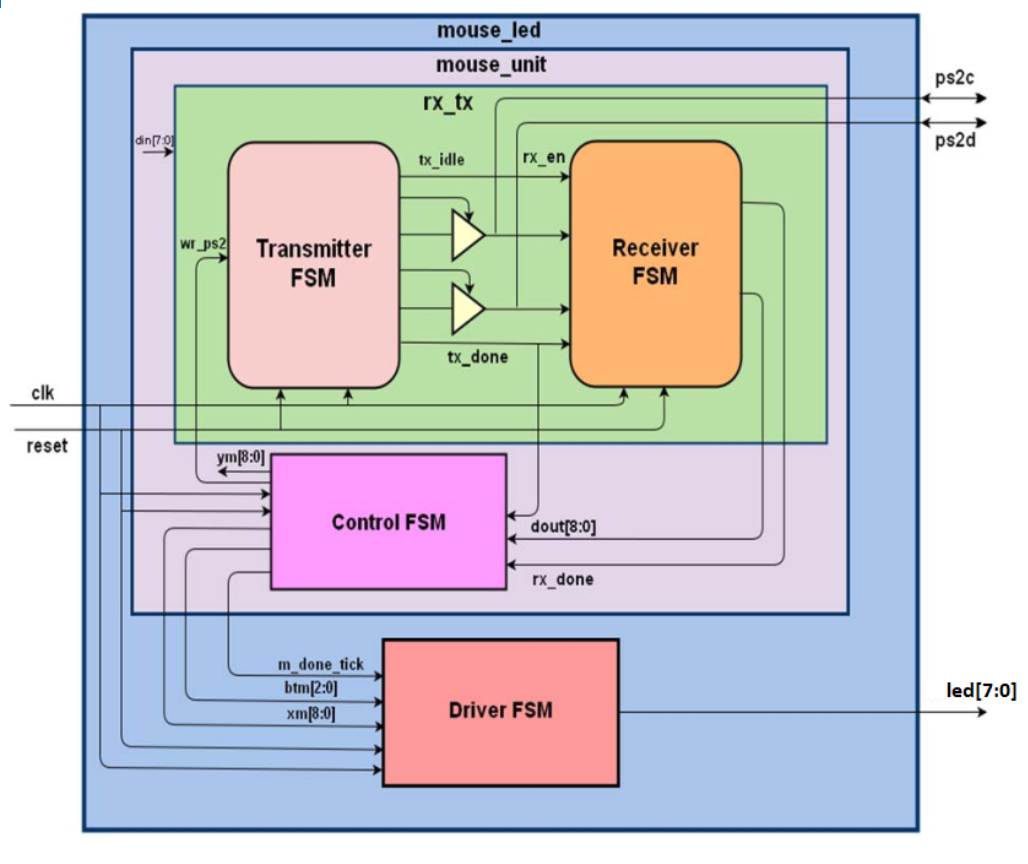 mouse_led
mouse_unit
rx_tx
ps2c
ps2d
din[7:0]
tx_idle
rx_en
wr_ps2
Transmitter
FSM
Receiver
FSM
tx_done
clk
reset
ym[8:0]
Control FSM
dout[8:0]
rx_done
m_done_tick
btm[2:0]
xm[8:0]
Driver FSM
led[7:0]